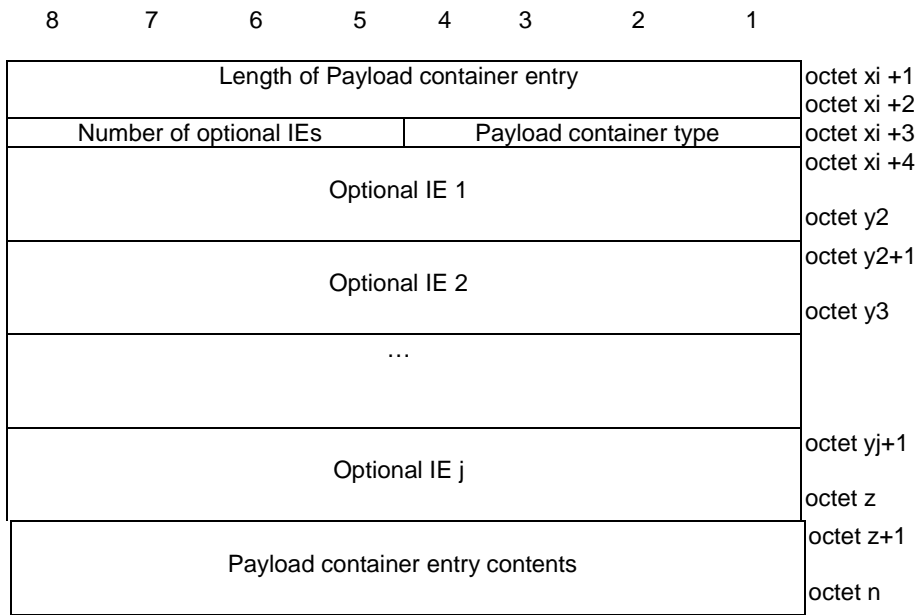 8 7 6 5 4 3 2 1
Length of Payload container entry
octet xi +1
octet xi +2
Number of optional IEs
Payload container type
octet xi +3
octet xi +4
Optional IE 1
octet y2
octet y2+1
Optional IE 2
octet y3
…
octet yj+1
Optional IE j
octet z
octet z+1
Payload container entry contents
octet n